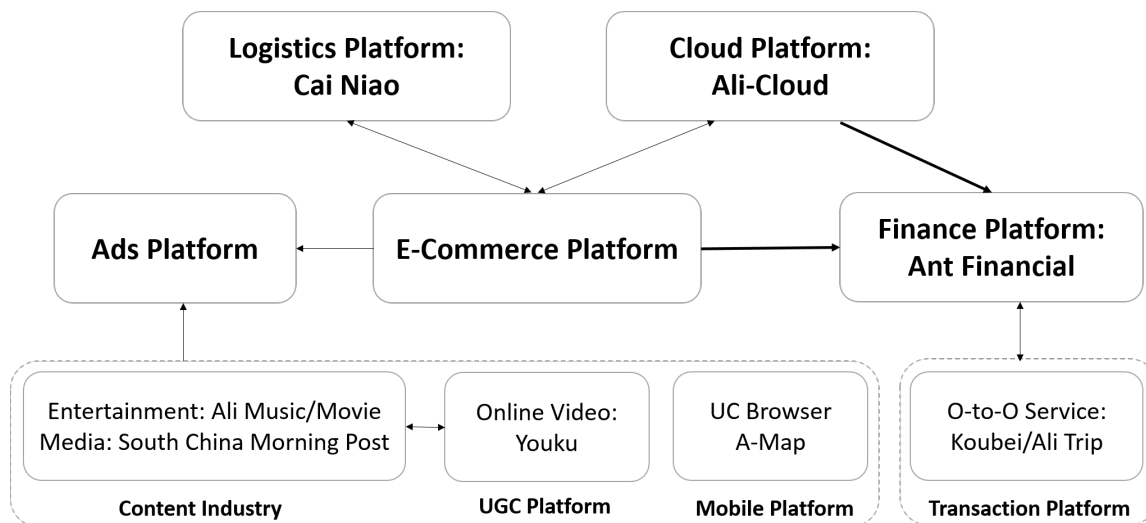 Logistics Platform:
Cai Niao
Cloud Platform:
Ali-Cloud
Ads Platform
E-Commerce Platform
Finance Platform:
Ant Financial
Entertainment: Ali Music/Movie
Media: South China Morning Post
Online Video:
Youku
UC Browser
A-Map
O-to-O Service:
Koubei/Ali Trip
Content Industry
UGC Platform
Mobile Platform
Transaction Platform